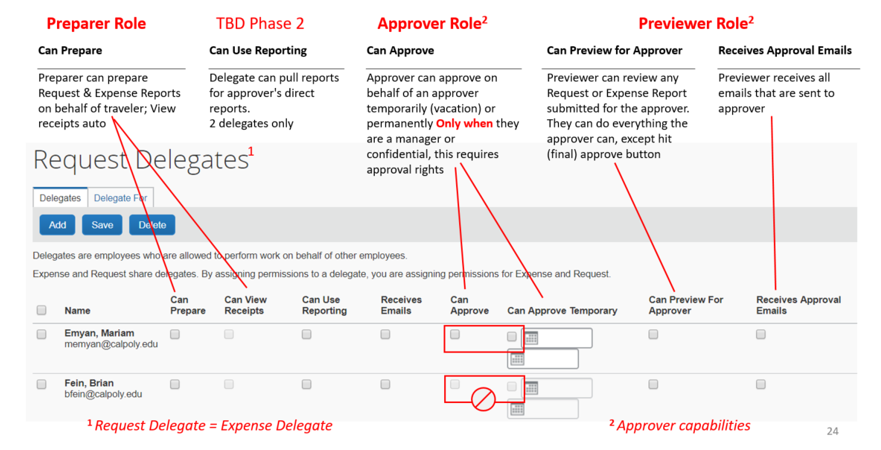 Preparer Role
TBD Phase 2
Approver Role2
Previewer Role2
Can Prepare
Can Use Reporting
Can Approve
Can Preview for Approver
Receives Approval Emails
Preparer can prepare
Request & Expense Reports
on behalf of traveler; View
receipts auto
Delegate can pull reports
for approver's direct
reports.
2 delegates only
Approver can approve on
behalf of an approver
temporarily (vacation) or
permanently Only when they
are a manager or
confidential, this requires
approval rights
Previewer can review any
Request or Expense Report
submitted for the approver.
They can do everything the
approver can, except hit
(final) approve button
Previewer receives all
emails that are sent to
approver
Request Delegates1
Delegates
Delegate For
Add
Save
Delete
Delegates are employees who are allowed to perform work on behalf of other employees.
Expense and Request share delegates. By assigning permissions to a delegate, you are assigning permissions for Expense and Request.
Name
Can
Prepare
Can View
Receipts
Can Use
Reporting
Receives
Emails
Can
Approve
Can Approve Temporary
Can Preview For
Approver
Receives Approval
Emails
Emyan, Mariam
memyan@calpoly.edu
Fein, Brian
bfein@calpoly.edu
1 Request Delegate = Expense Delegate
2 Approver capabilities
24